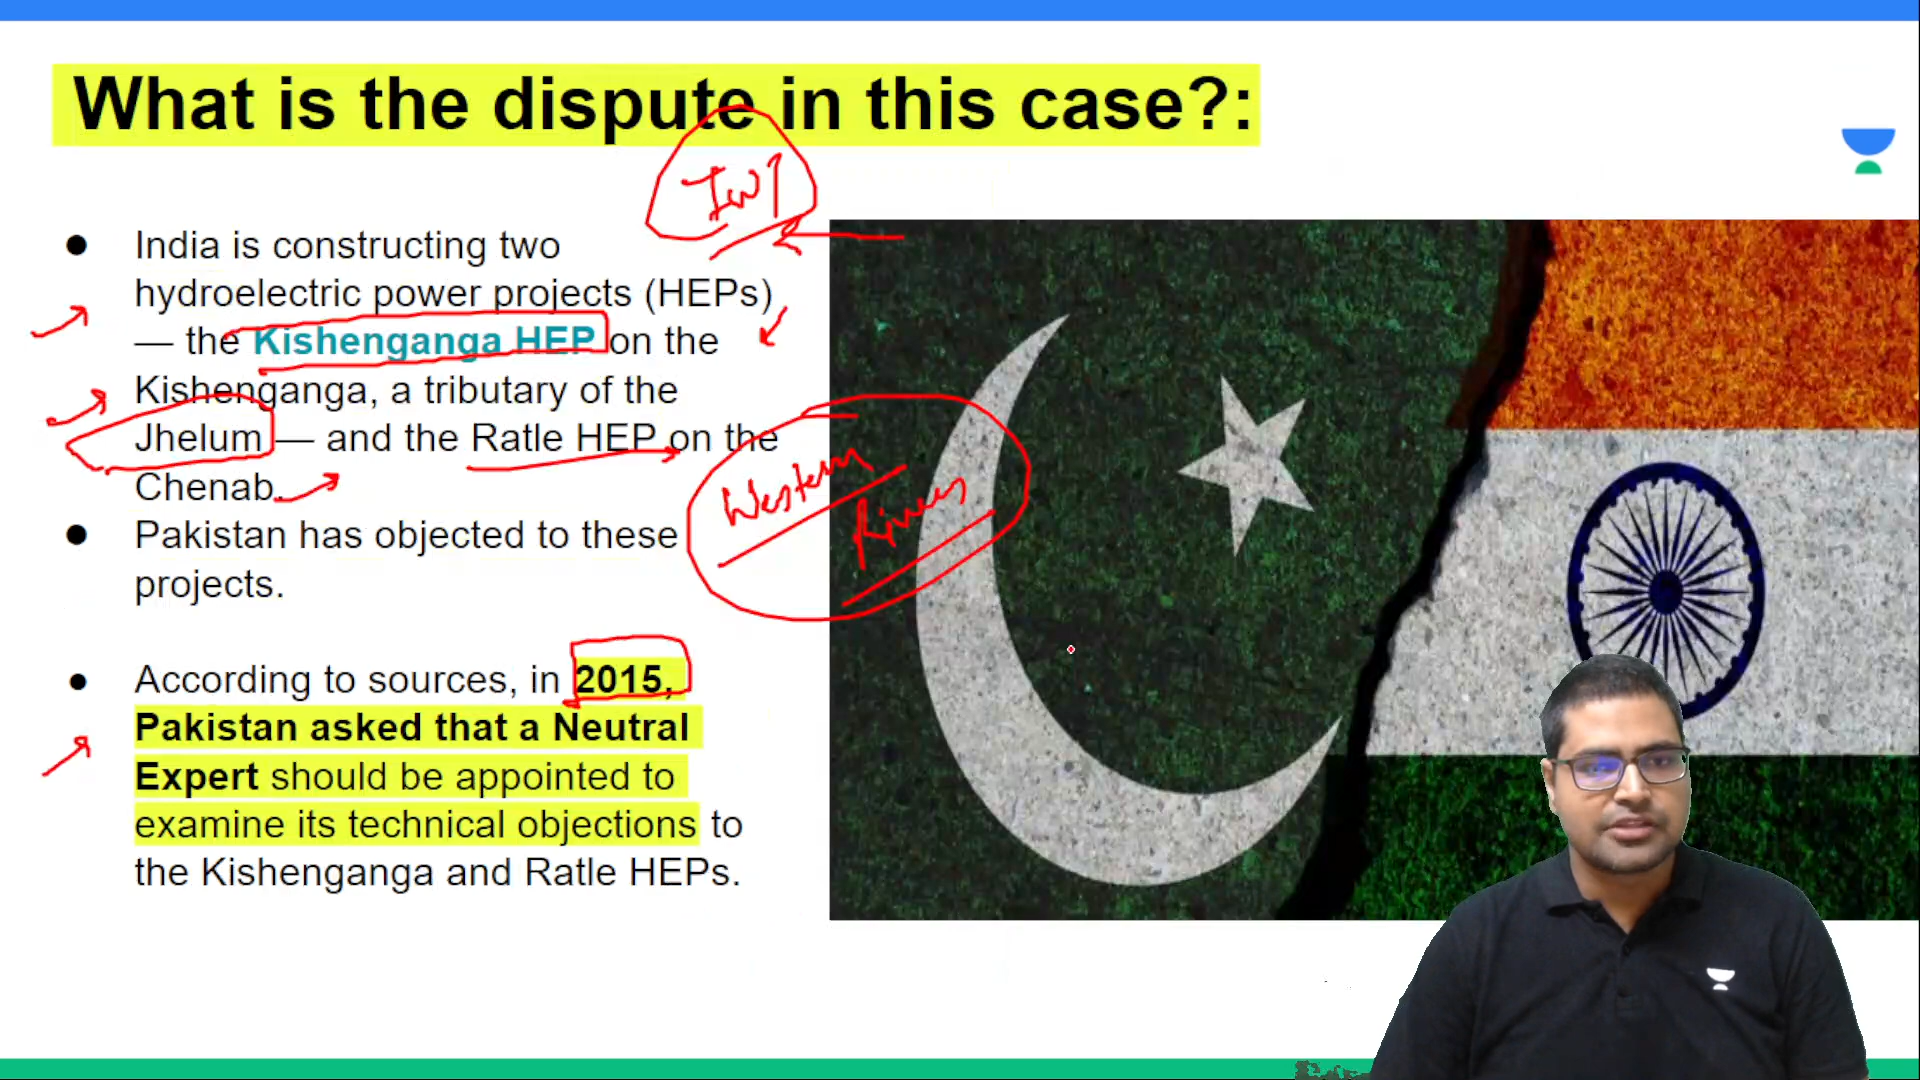 What is the dispute in this case?:
IWT
● India is constructing two
hydroelectric power projects (HEPs)
— the Kishenganga HEP on the
Kishenganga, a tributary of the
Jhelum — and the Ratle HEP on the
Chenab.
Western
Rivers
● Pakistan has objected to these
projects.
● According to sources, in 2015,
Pakistan asked that a Neutral
Expert should be appointed to
examine its technical objections to
the Kishenganga and Ratle HEPs.